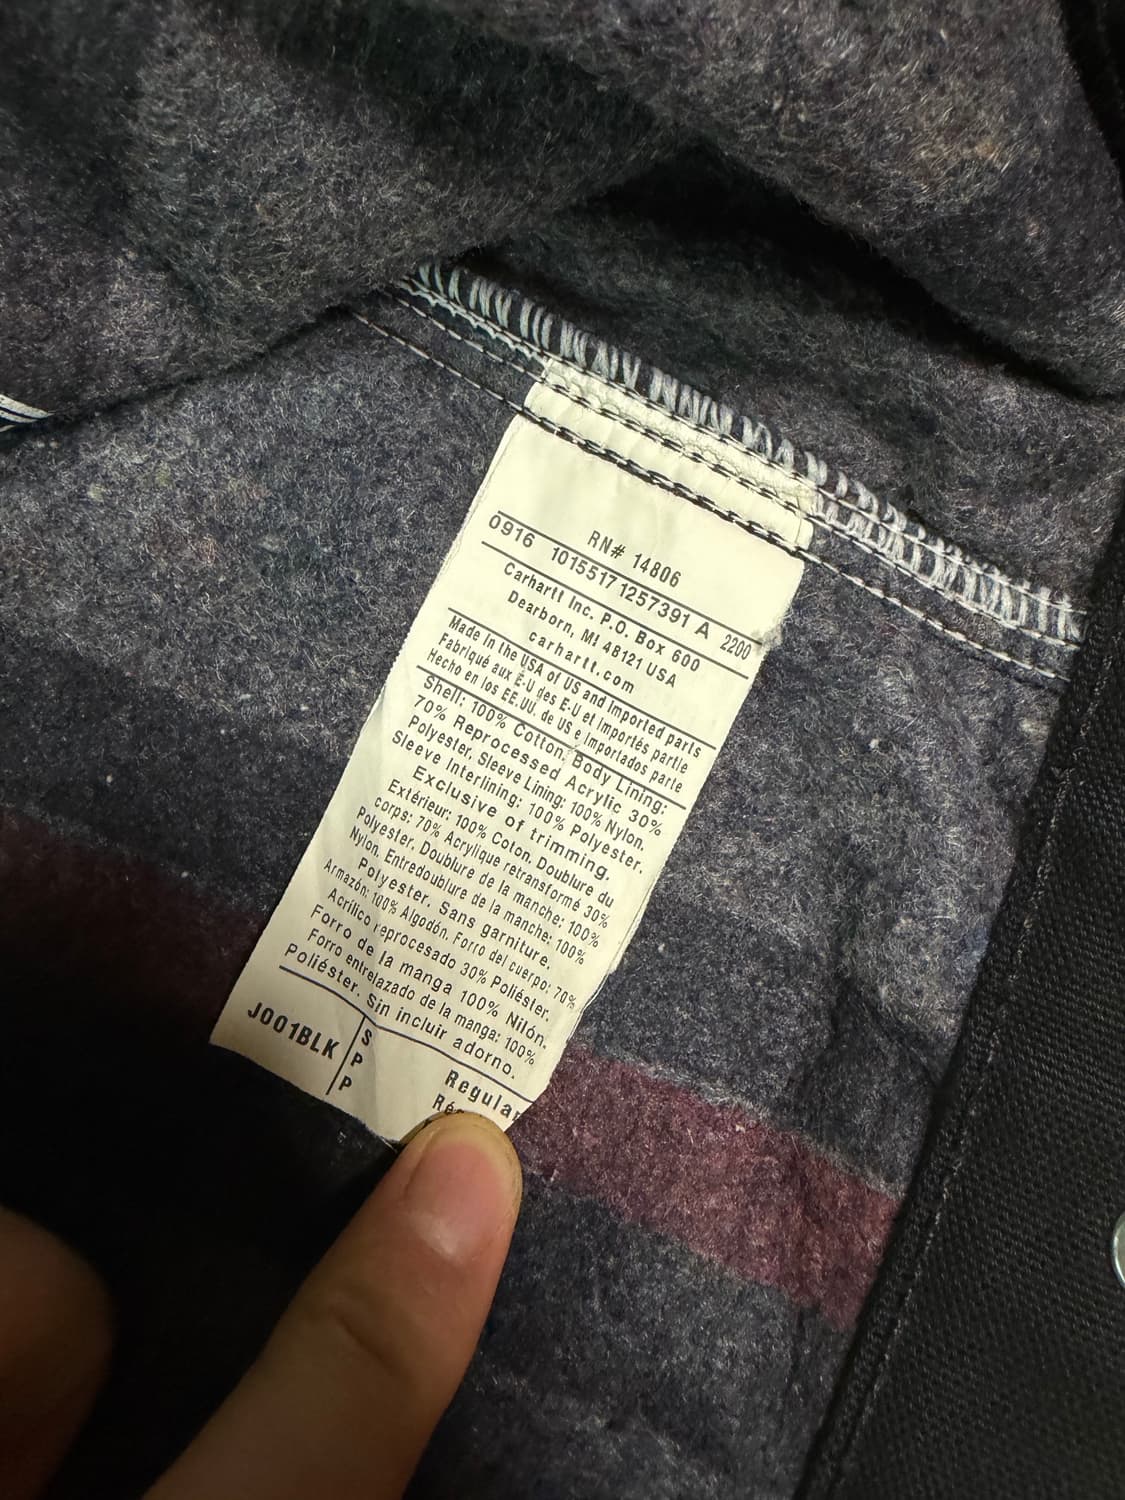 RN# 14806
0916 1015517 1257391 A 2200
Carhartt Inc. P.O. Box 600
Dearborn, MI 48121 USA
carhartt.com
Made in the USA of US and Imported parts
Fabriqué aux É-U des E-U et importés partie
Hecho en los EE.UU. de US e Importados parte
Shell: 100% Cotton, Body Lining:
70% Reprocessed Acrylic 30%
Polyester, Sleeve Lining: 100% Nylon.
Sleeve Interlining: 100% Polyester.
Exclusive of trimming.
Extérieur: 100% Coton. Doublure du
corps: 70% Acrylique retransformé 30%
Polyester. Doublure de la manche: 100%
Nylon. Entredoublure de la manche: 100%
Polyester. Sans garniture.
Armazón: 100% Algodón. Forro del cuerpo: 70%
Acrílico reprocesado 30% Poliéster.
Forro de la manga 100% Nilón.
Forro entrelazado de la manga: 100%
Poliéster. Sin incluir adorno.
J001BLK
S
P
P
Regular